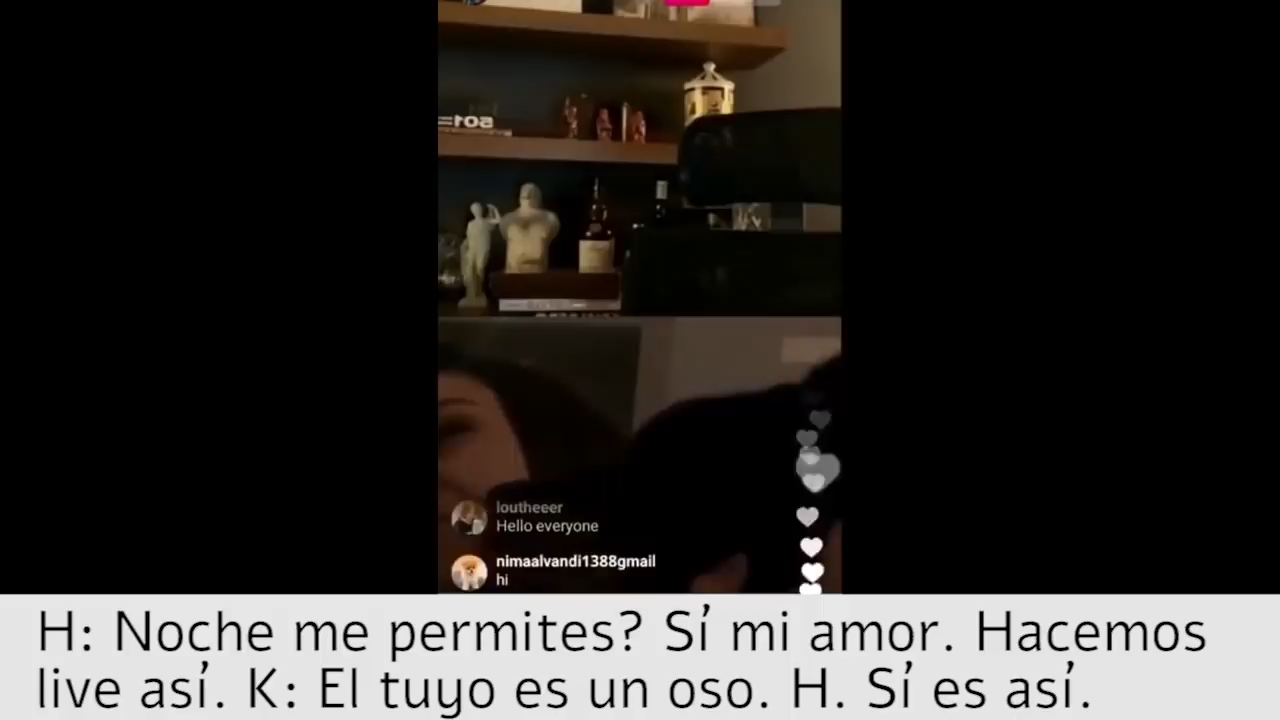 loutheeer
Hello everyone
nimaalvandi1388gmail
hi
H: Noche me permites? Sí mi amor. Hacemos
live así. K: El tuyo es un oso. H. Sí es así.